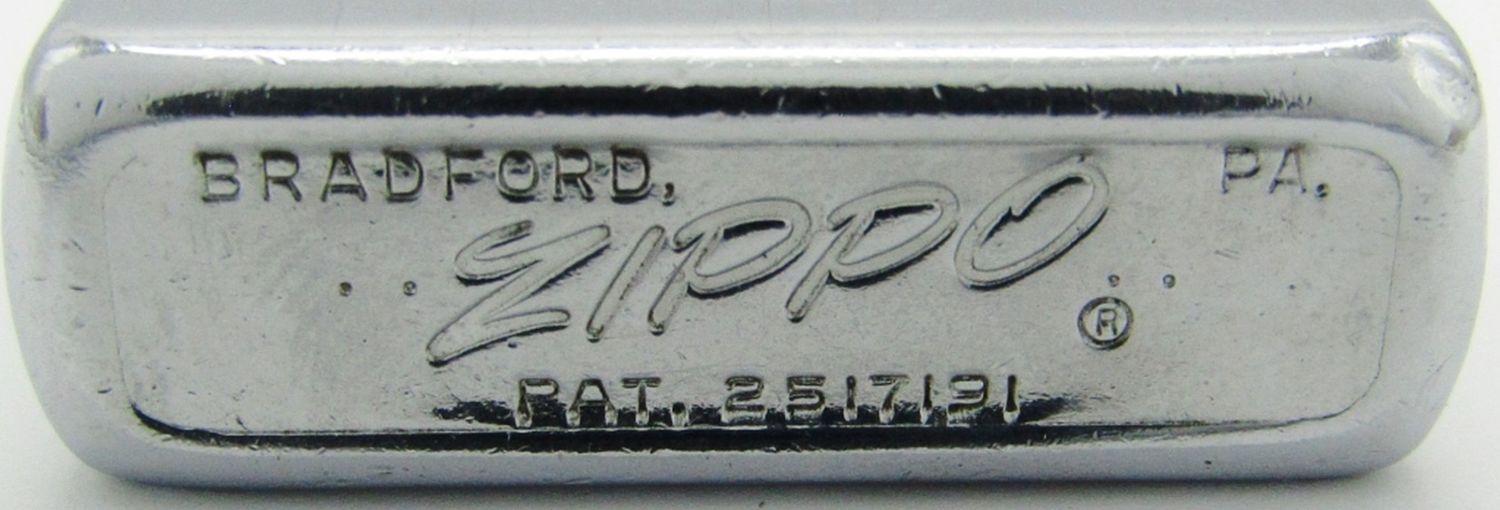 BRADFORD, PA.
.. ZIPPO ..
®
PAT. 2517191